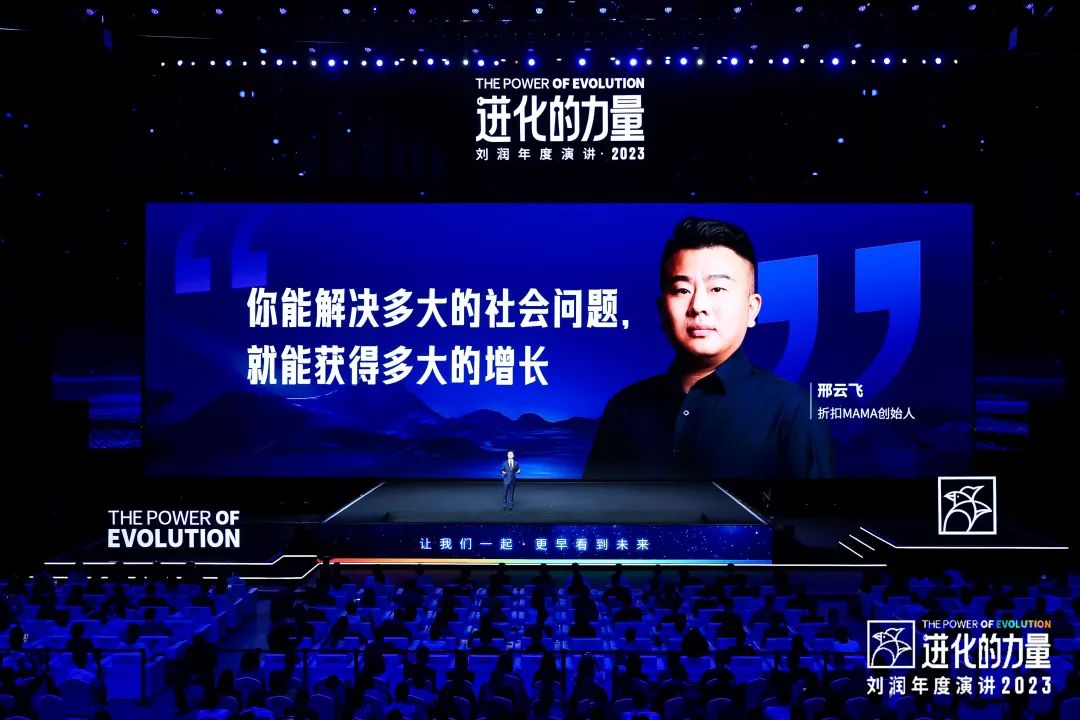 THE POWER OF EVOLUTION
进化的力量
刘润年度演讲·2023
你能解决多大的社会问题,
就能获得多大的增长
邢云飞
折扣MAMA创始人
THE POWER OF
EVOLUTION
让我们一起·更早看到未来
THE POWER OF EVOLUTION
进化的力量
刘润年度演讲2023